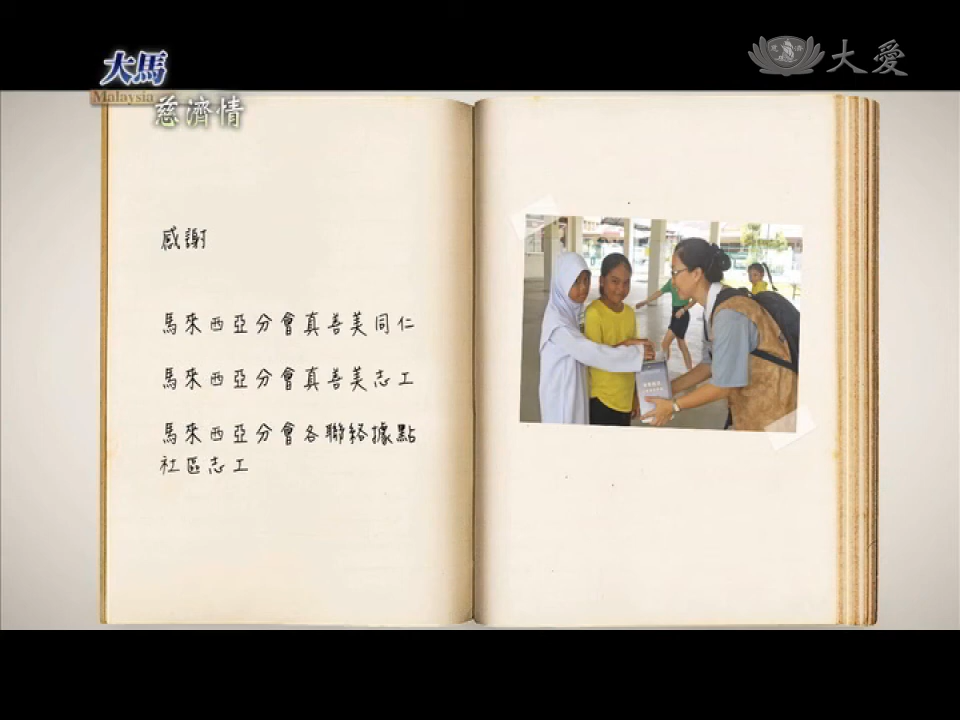 大馬
Malaysia
慈濟情
大愛
感謝
馬來西亞分會真善美同仁
馬來西亞分會真善美志工
馬來西亞分會各聯絡據點
社區志工